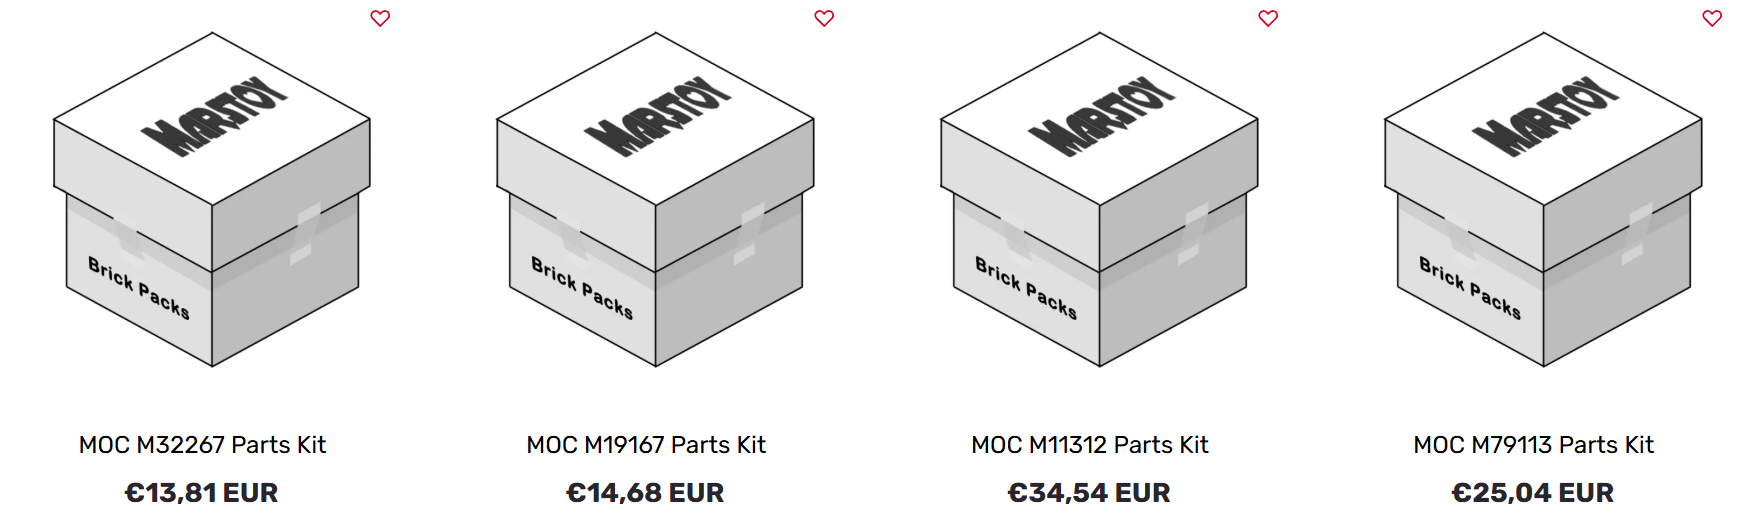 MARSTOY
MARSTOY
MARSTOY
MARSTOY
Brick Packs
Brick Packs
Brick Packs
Brick Packs
MOC M32267 Parts Kit
MOC M19167 Parts Kit
MOC M11312 Parts Kit
MOC M79113 Parts Kit
€13,81 EUR
€14,68 EUR
€34,54 EUR
€25,04 EUR